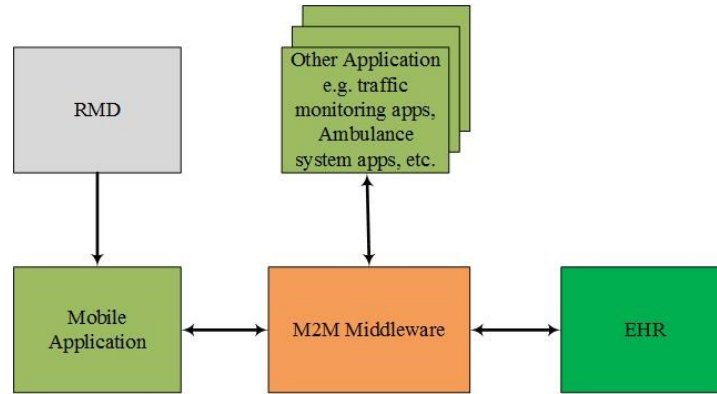 RMD
Other Application
e.g. traffic
monitoring apps,
Ambulance
system apps, etc.
Mobile
Application
M2M Middleware
EHR